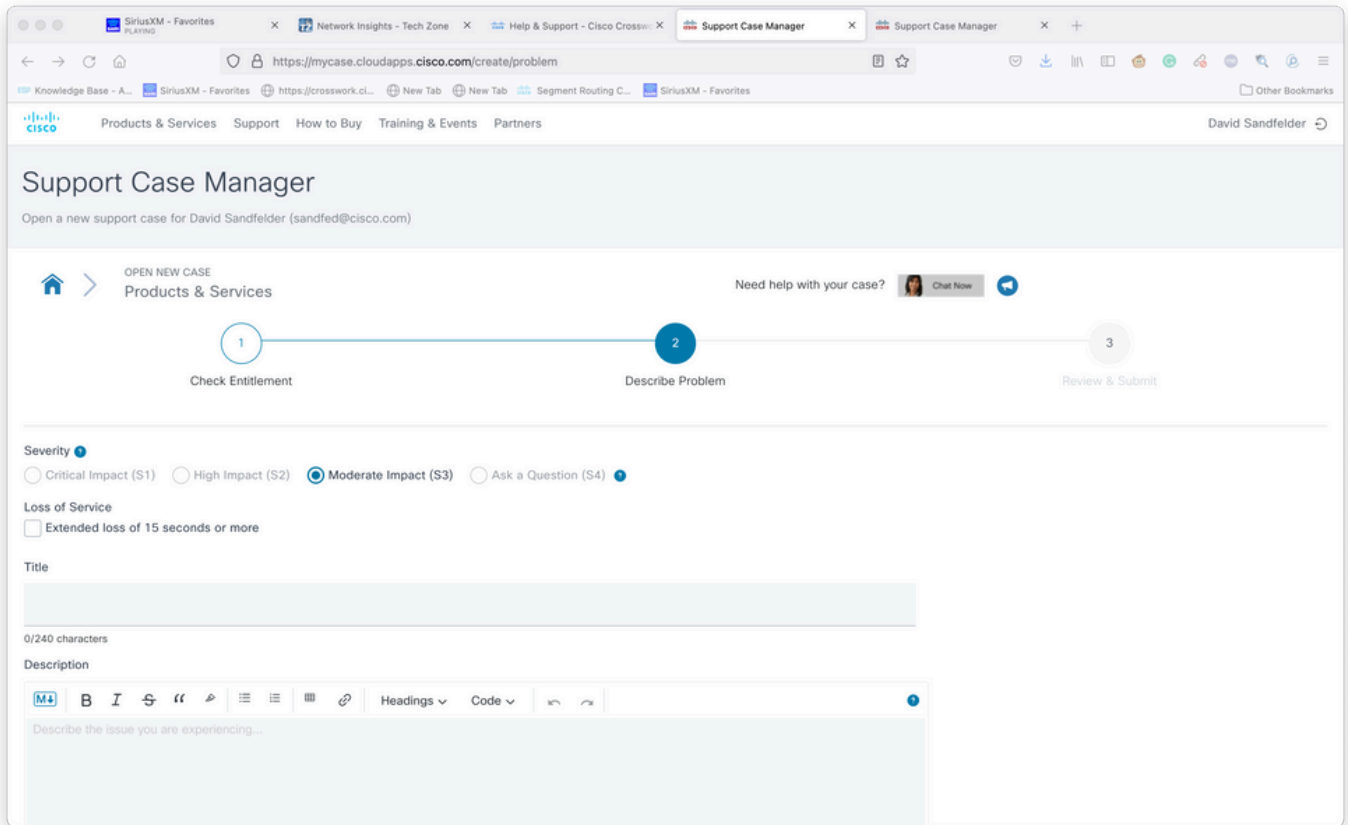 SiriusXM - Favorites
PLAYING
Network Insights - Tech Zone
Help & Support - Cisco Crossw
Support Case Manager
Support Case Manager
https://mycase.cloudapps.cisco.com/create/problem
Knowledge Base - A...
SiriusXM - Favorites
https://crosswork.ci...
New Tab
New Tab
Segment Routing C...
SiriusXM - Favorites
Other Bookmarks
CISCO
Products & Services
Support
How to Buy
Training & Events
Partners
David Sandfelder
Support Case Manager
Open a new support case for David Sandfelder (sandfed@cisco.com)
OPEN NEW CASE
Products & Services
Need help with your case?
Chat Now
1
2
3
Check Entitlement
Describe Problem
Review & Submit
Severity ?
Critical Impact (S1)
High Impact (S2)
Moderate Impact (S3)
Ask a Question (S4) ?
Loss of Service
Extended loss of 15 seconds or more
Title
0/240 characters
Description
M
B
I
S
Headings
Code
?
Describe the issue you are experiencing...